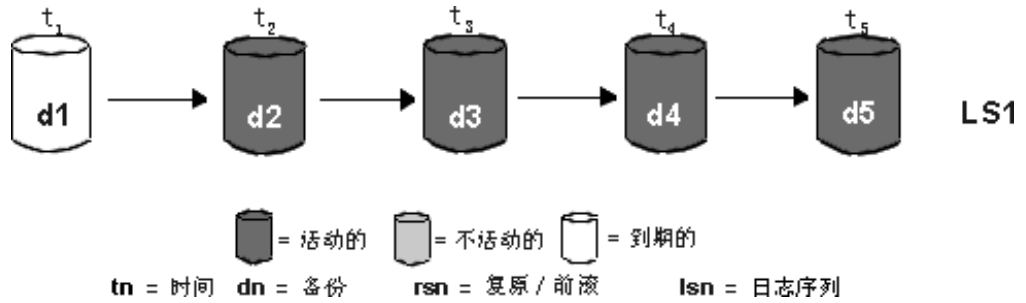 t1 t2 t3 t4 t5
d1 d2 d3 d4 d5 LS1
= 活动的 = 不活动的 = 到期的
tn = 时间 dn = 备份 rsn = 复原 / 前滚 lsn = 日志序列